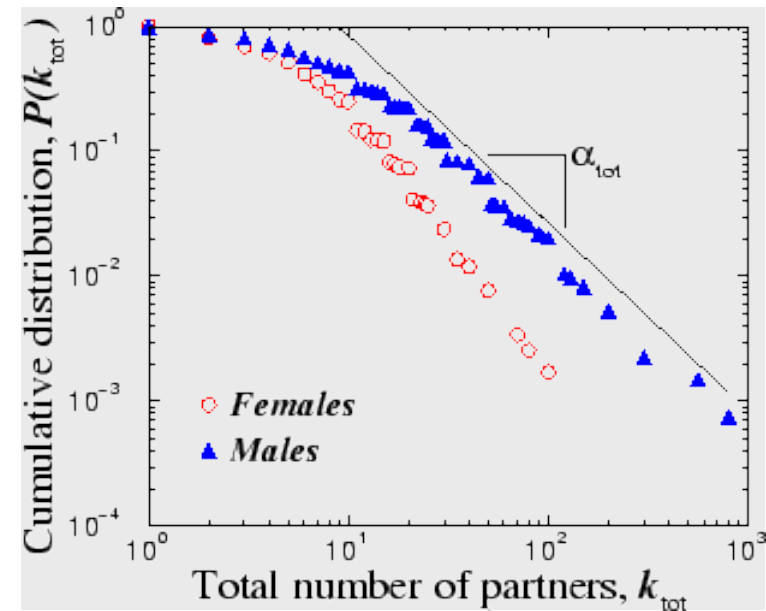 Cumulative distribution, P(k_tot)
10^0
10^-1
10^-2
10^-3
10^-4
α_tot
Females
Males
10^0 10^1 10^2 10^3
Total number of partners, k_tot